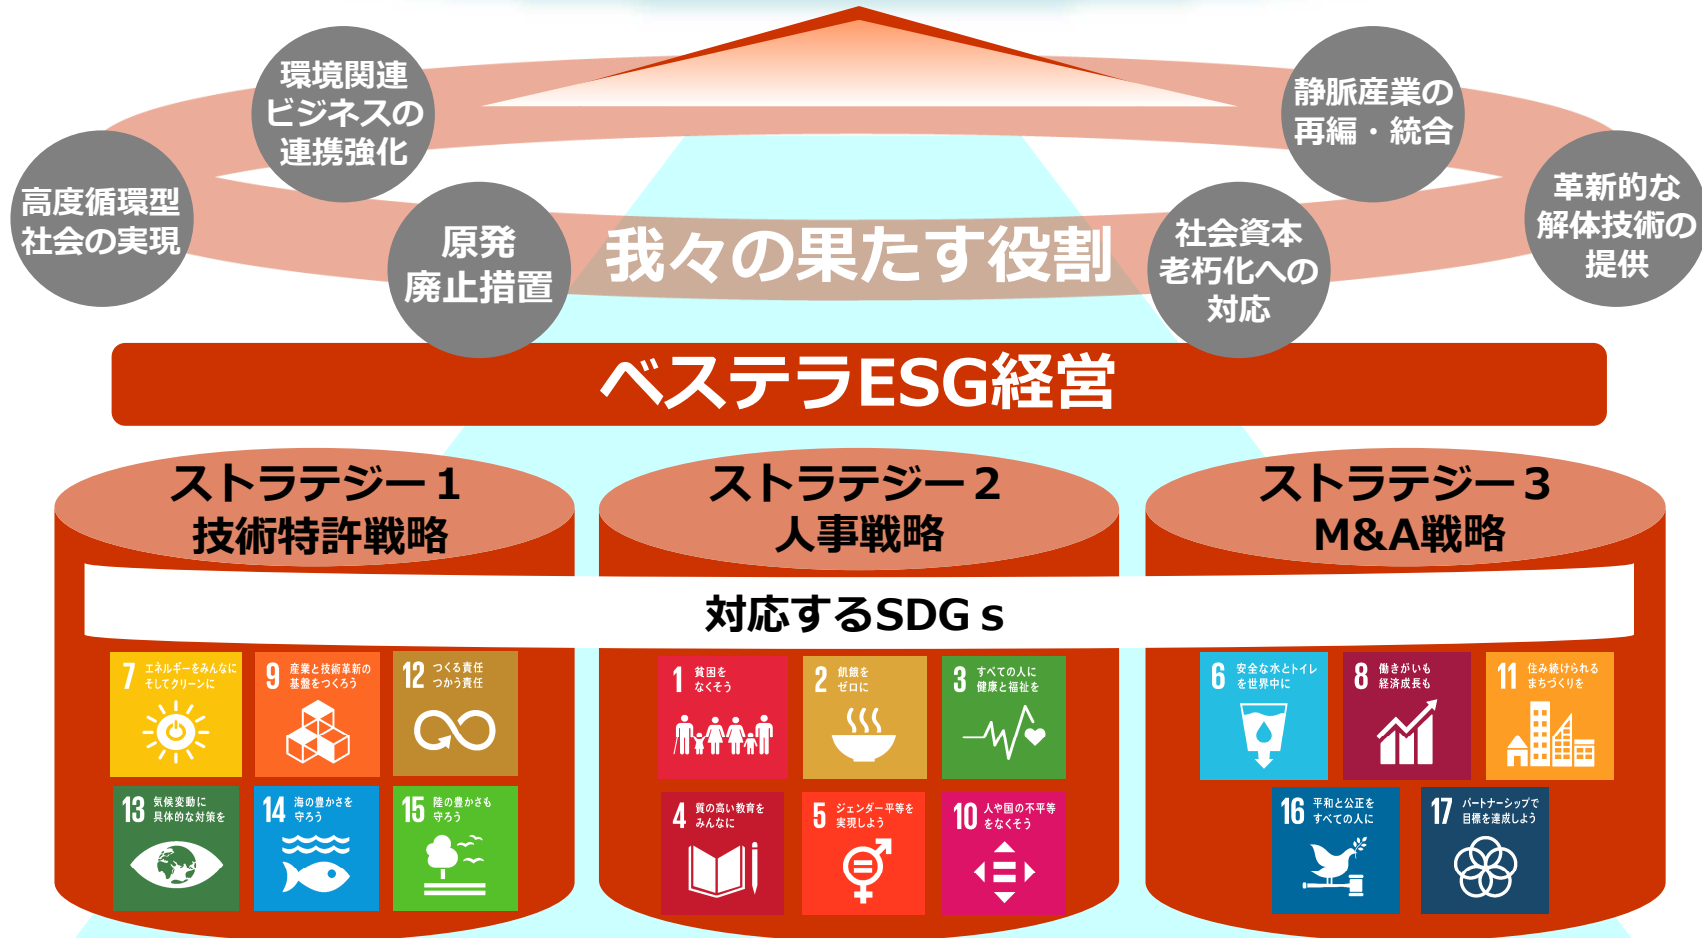 環境関連
ビジネスの
連携強化
静脈産業の
再編・統合
高度循環型
社会の実現
革新的な
解体技術の
提供
原発
廃止措置
我々の果たす役割
社会資本
老朽化への
対応
ベステラESG経営
ストラテジー１
技術特許戦略
ストラテジー２
人事戦略
ストラテジー３
M&A戦略
対応するSDGｓ
7 エネルギーをみんなに
そしてクリーンに
9 産業と技術革新の
基盤をつくろう
12 つくる責任
つかう責任
13 気候変動に
具体的な対策を
14 海の豊かさを
守ろう
15 陸の豊かさも
守ろう
1 貧困を
なくそう
2 飢餓を
ゼロに
3 すべての人に
健康と福祉を
4 質の高い教育を
みんなに
5 ジェンダー平等を
実現しよう
10 人や国の不平等
をなくそう
6 安全な水とトイレ
を世界中に
8 働きがいも
経済成長も
11 住み続けられる
まちづくりを
16 平和と公正を
すべての人に
17 パートナーシップで
目標を達成しよう